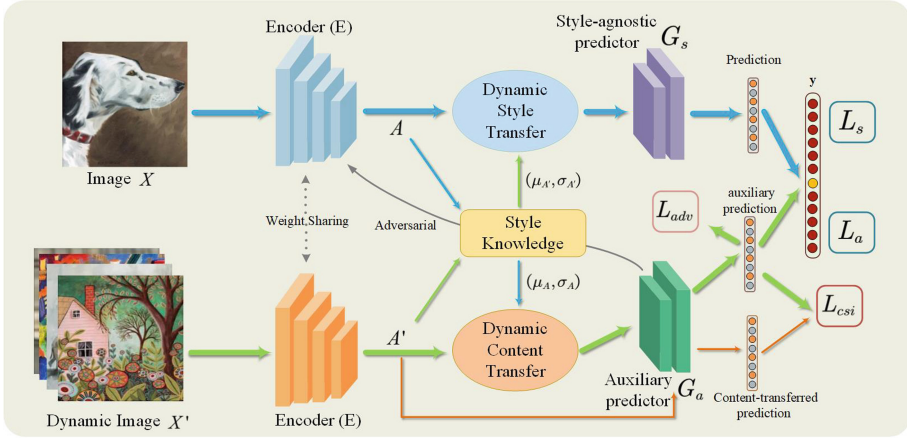 Encoder (E)
Style-agnostic
predictor
G_s
Prediction
y
A
Dynamic
Style
Transfer
L_s
Image X
(μ_A', σ_A')
Weight Sharing
Adversarial
Style
Knowledge
L_adv
auxiliary
prediction
L_a
(μ_A, σ_A)
L_csi
A'
Dynamic
Content
Transfer
Auxiliary
predictor
G_a
Dynamic Image X'
Encoder (E)
Content-transferred
prediction